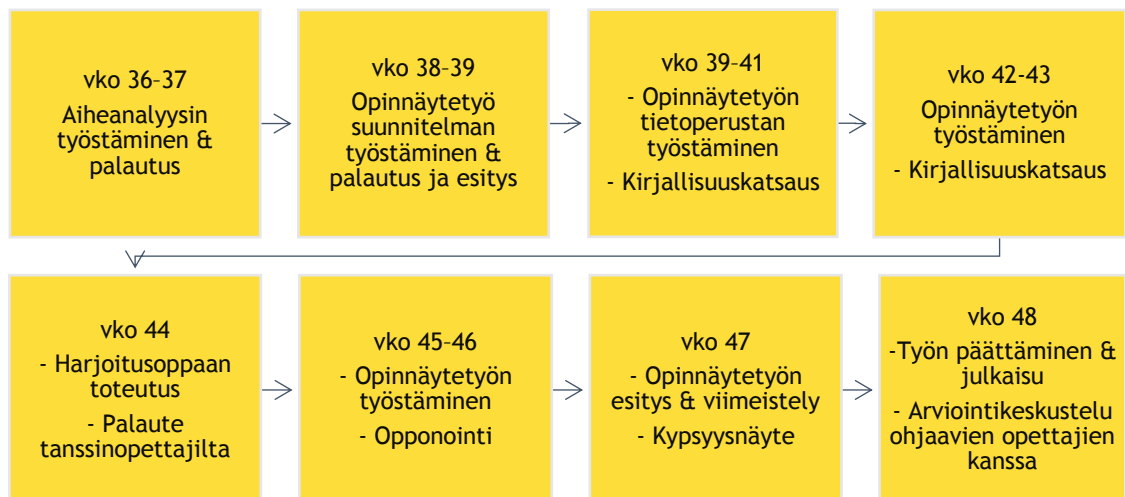 vko 36–37
Aiheanalyysin
työstäminen &
palautus
vko 38–39
Opinnäytetyö
suunnitelman
työstäminen &
palautus ja esitys
vko 39–41
- Opinnäytetyön
tietoperustan
työstäminen
- Kirjallisuuskatsaus
vko 42-43
Opinnäytetyön
työstäminen
- Kirjallisuuskatsaus
vko 44
- Harjoitusoppaan
toteutus
- Palaute
tanssinopettajilta
vko 45–46
- Opinnäytetyön
työstäminen
- Opponointi
vko 47
- Opinnäytetyön
esitys & viimeistely
- Kypsyysnäyte
vko 48
-Työn päättäminen &
julkaisu
- Arviointikeskustelu
ohjaavien opettajien
kanssa